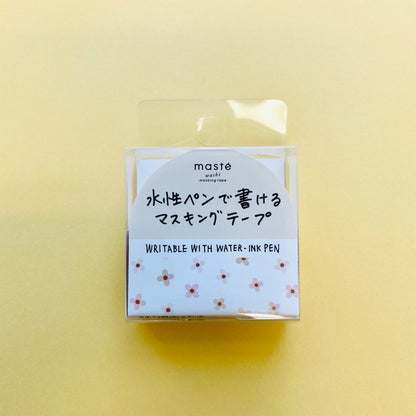 masté
washi
masking tape
水性ペンで書ける
マスキングテープ
WRITABLE WITH WATER-INK PEN